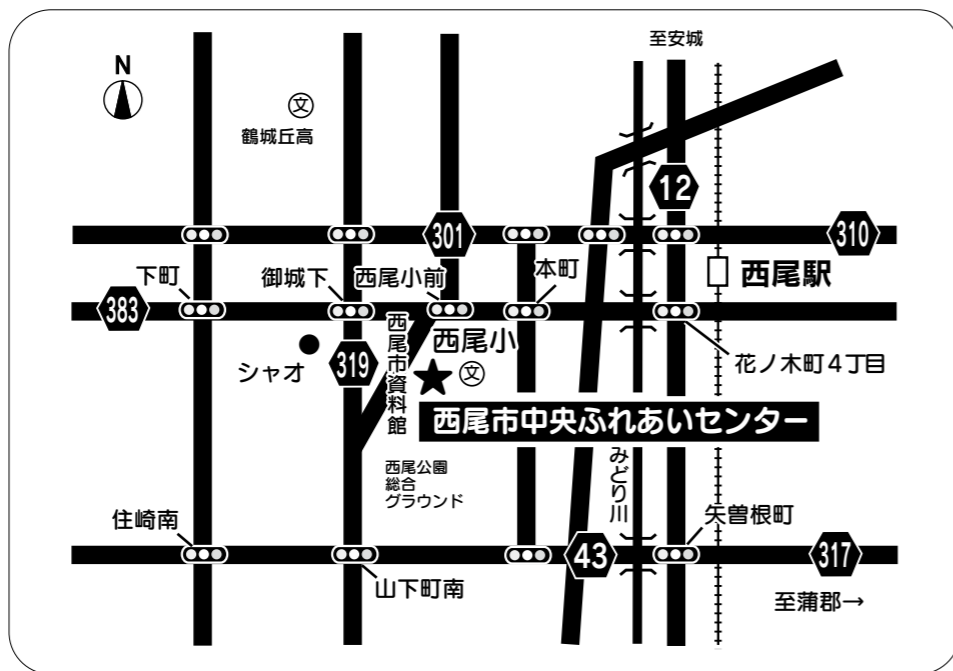 至安城
N
文
鶴城丘高
12
301
310
西尾駅
下町
御城下
西尾小前
本町
383
花ノ木町4丁目
西尾小
文
シャオ
319
西尾市資料館
西尾市中央ふれあいセンター
みどり川
西尾公園
総合
グラウンド
住崎南
矢曽根町
43
317
山下町南
至蒲郡→